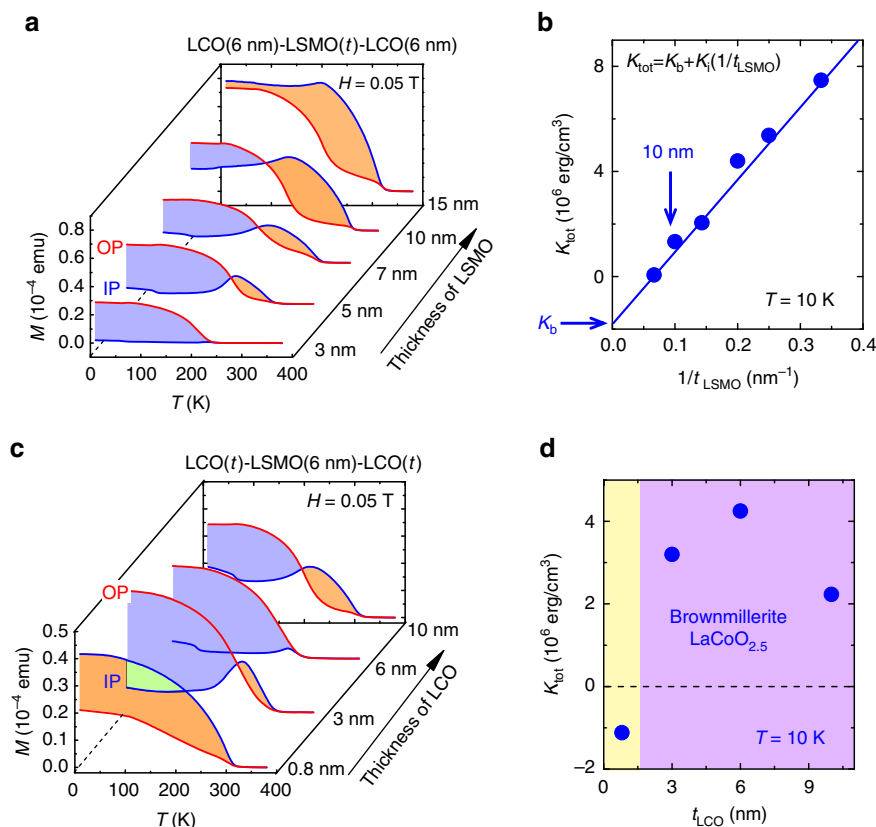 a
LCO(6 nm)-LSMO(t)-LCO(6 nm)
H = 0.05 T
OP
IP
M (10⁻⁴ emu)
0.8
0.6
0.4
0.2
0.0
0 100 200 300 400
T (K)
15 nm
10 nm
7 nm
5 nm
3 nm
Thickness of LSMO
b
K_tot=K_b+K_i(1/t_LSMO)
10 nm
K_tot (10⁶ erg/cm³)
8
4
0
K_b
T = 10 K
0.0 0.1 0.2 0.3 0.4
1/t LSMO (nm⁻¹)
c
LCO(t)-LSMO(6 nm)-LCO(t)
H = 0.05 T
OP
IP
M (10⁻⁴ emu)
0.5
0.4
0.3
0.2
0.1
0.0
0 100 200 300 400
T (K)
10 nm
6 nm
3 nm
0.8 nm
Thickness of LCO
d
K_tot (10⁶ erg/cm³)
4
2
0
−2
Brownmillerite
LaCoO₂.₅
T = 10 K
0 3 6 9
t_LCO (nm)